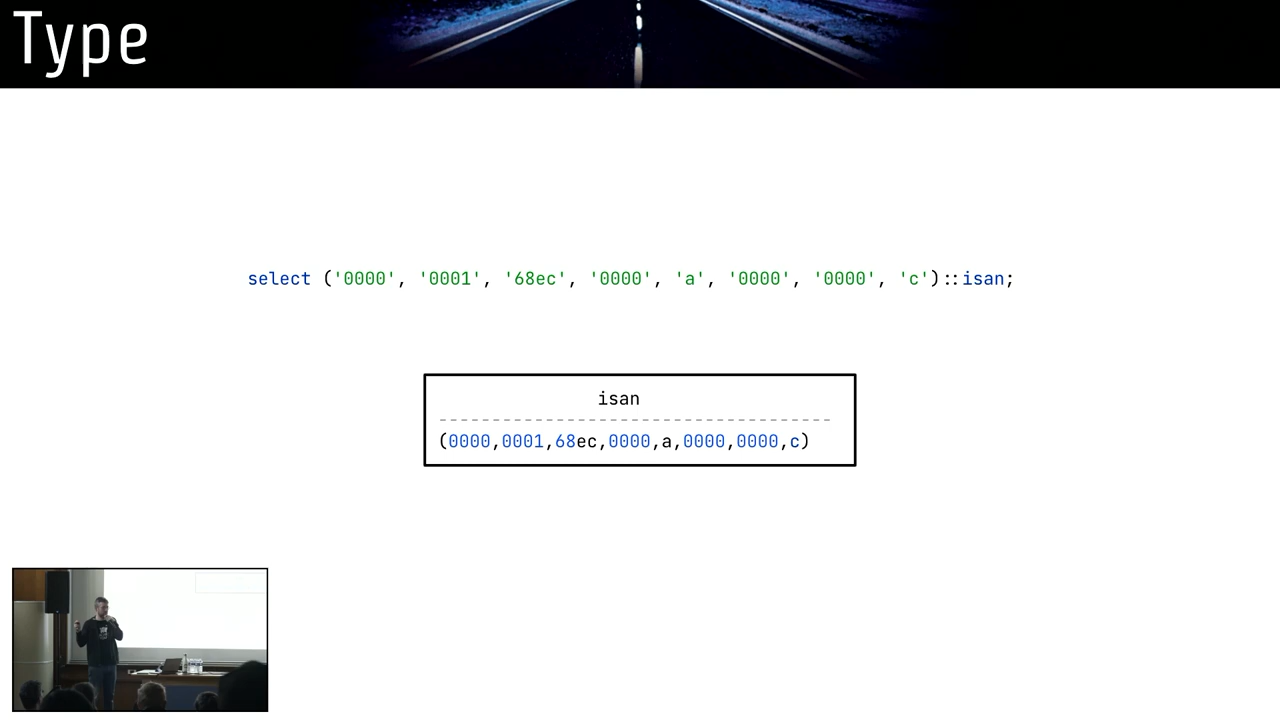 Type
select ('0000', '0001', '68ec', '0000', 'a', '0000', '0000', 'c')::isan;
isan
(0000,0001,68ec,0000,a,0000,0000,c)